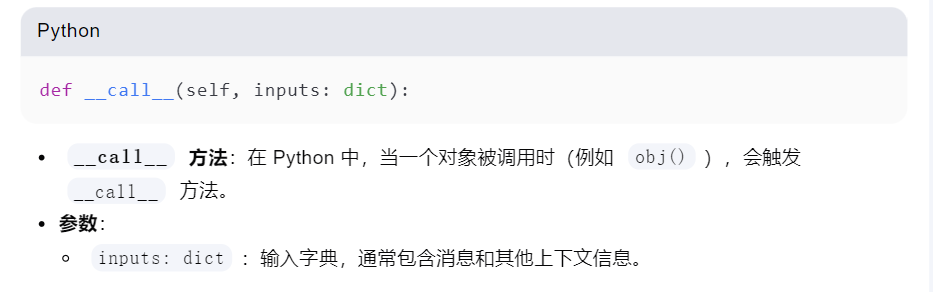 Python
def __call__(self, inputs: dict):
• __call__ 方法：在 Python 中，当一个对象被调用时（例如 obj() ），会触发
__call__ 方法。
• 参数：
◦ inputs: dict ：输入字典，通常包含消息和其他上下文信息。